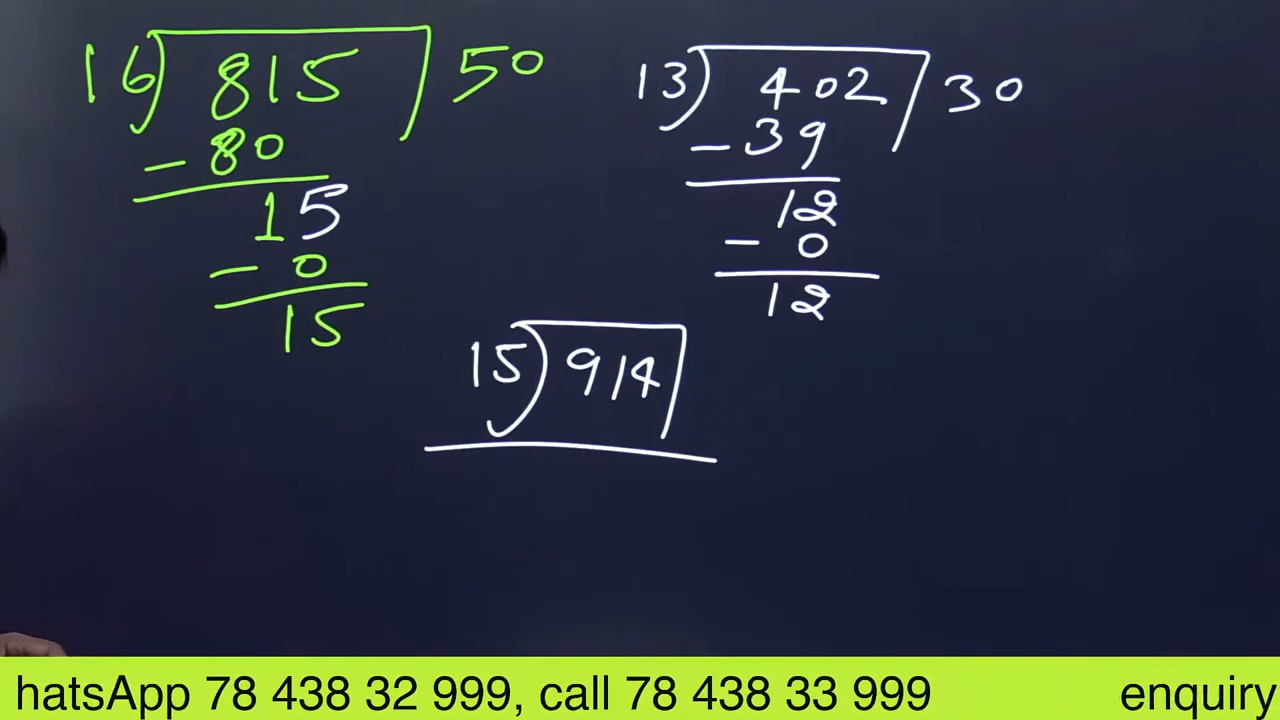 16) 815 ) 50
- 80
15
- 0
15
13) 402 ) 30
- 39
12
- 0
12
15) 914 )
hatsApp 78 438 32 999, call 78 438 33 999 enquiry